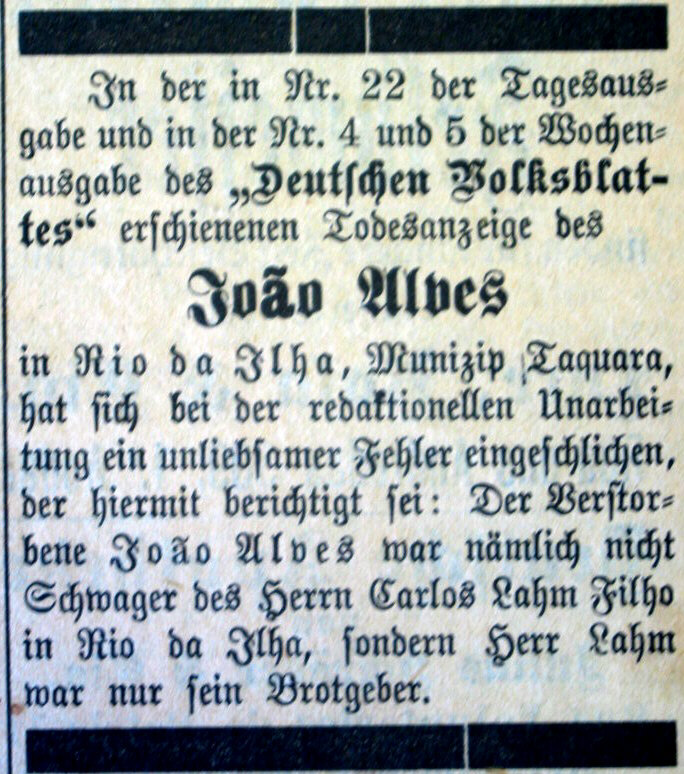 In der in Nr. 22 der Tagesaus-
gabe und in der Nr. 4 und 5 der Wochen-
ausgabe des „Deutschen Volksblat-
tes“ erschienenen Todesanzeige des
João Alves
in Rio da Ilha, Munizip Taquara,
hat sich bei der redaktionellen Unarbei-
tung ein unliebsamer Fehler eingeschlichen,
der hiermit berichtigt sei: Der Verstor-
bene João Alves war nämlich nicht
Schwager des Herrn Carlos Lahm Filho
in Rio da Ilha, sondern Herr Lahm
war nur sein Brotgeber.